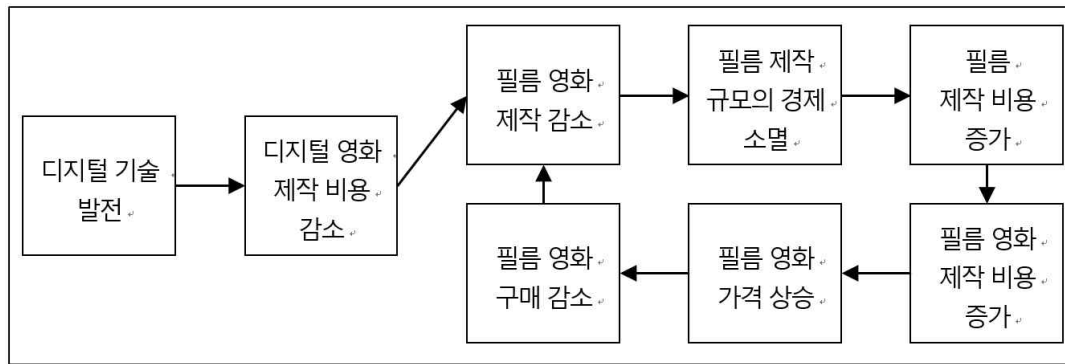 디지털 기술
발전
디지털 영화
제작 비용
감소
필름 영화
제작 감소
필름 제작
규모의 경제
소멸
필름
제작 비용
증가
필름 영화
제작 비용
증가
필름 영화
가격 상승
필름 영화
구매 감소